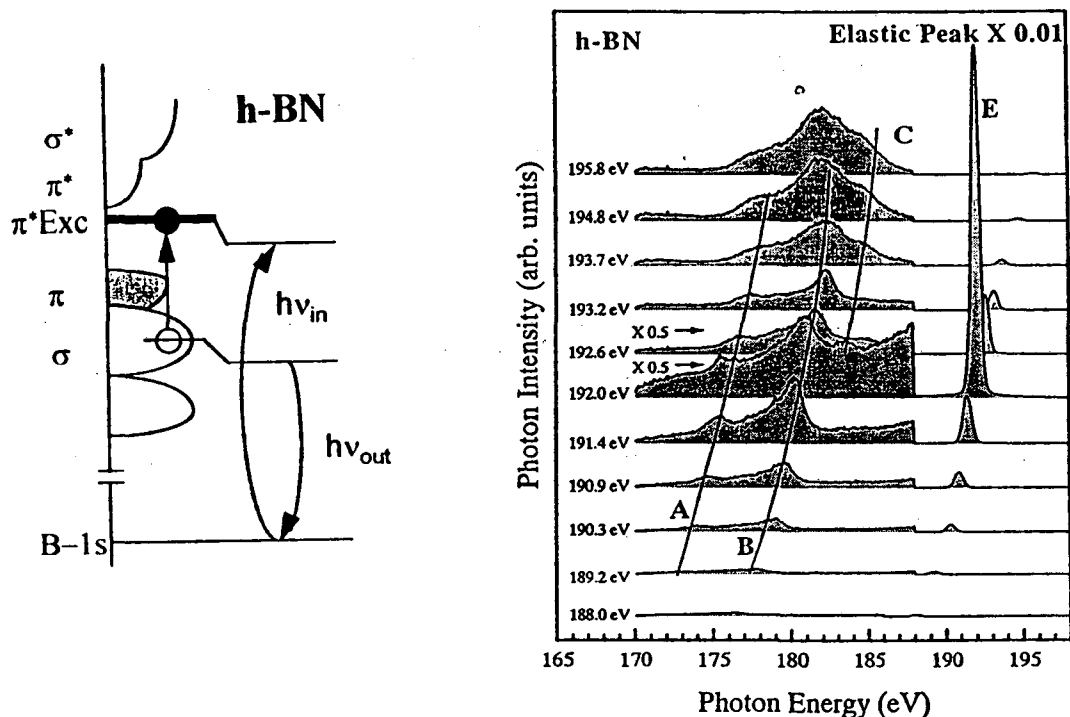 h-BN
σ*
π*
π*Exc
π
σ
B-1s
hν_in
hν_out
h-BN
Elastic Peak X 0.01
E
C
195.8 eV
194.8 eV
193.7 eV
193.2 eV
X 0.5 →
192.6 eV
X 0.5 →
192.0 eV
191.4 eV
190.9 eV
A
190.3 eV
B
189.2 eV
188.0 eV
Photon Intensity (arb. units)
165 170 175 180 185 190 195
Photon Energy (eV)